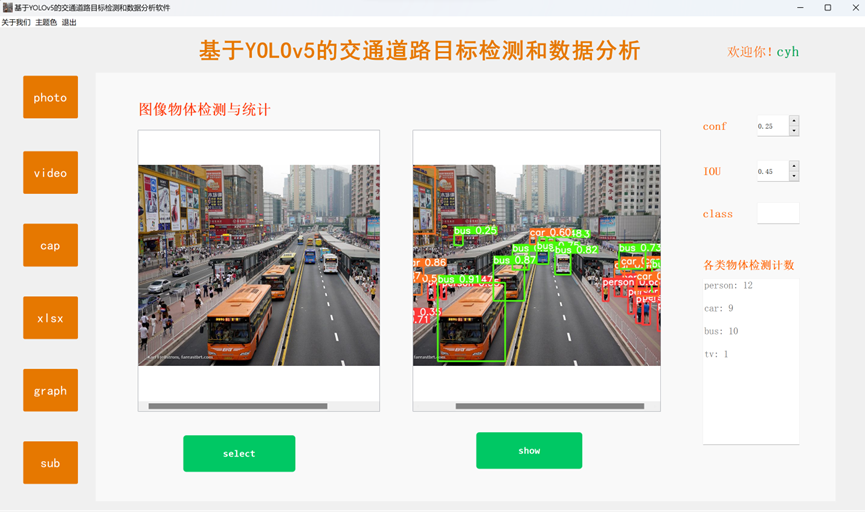 基于YOLOv5的交通道路目标检测和数据分析软件
关于我们 主题色 退出
基于YOLOv5的交通道路目标检测和数据分析
欢迎你！cyh
photo
video
cap
xlsx
graph
sub
图像物体检测与统计
bus 0.25
car 0.60
bus 0.82
bus 0.87
bus 0.73
car 0.86
bus 0.91
person 0.6
conf
0.25
IOU
0.45
class
各类物体检测计数
person: 12
car: 9
bus: 10
tv: 1
select
show